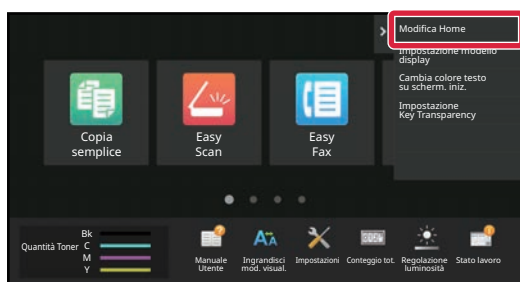 Modifica Home
Impostazione modello
display
Cambia colore testo
su scherm. iniz.
Impostazione
Key Transparency
Copia
semplice
Easy
Scan
Easy
Fax
Quantità Toner
Bk
C
M
Y
Manuale
Utente
Ingrandisci
mod. visual.
Impostazioni
Conteggio tot.
Regolazione
luminosità
Stato lavoro